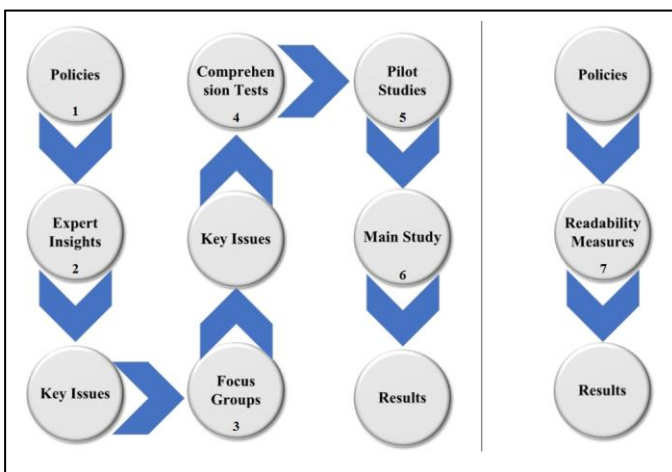 Policies
1
Expert
Insights
2
Key Issues
Focus
Groups
3
Key Issues
Comprehen
sion Tests
4
Pilot
Studies
5
Main Study
6
Results
Policies
Readability
Measures
7
Results